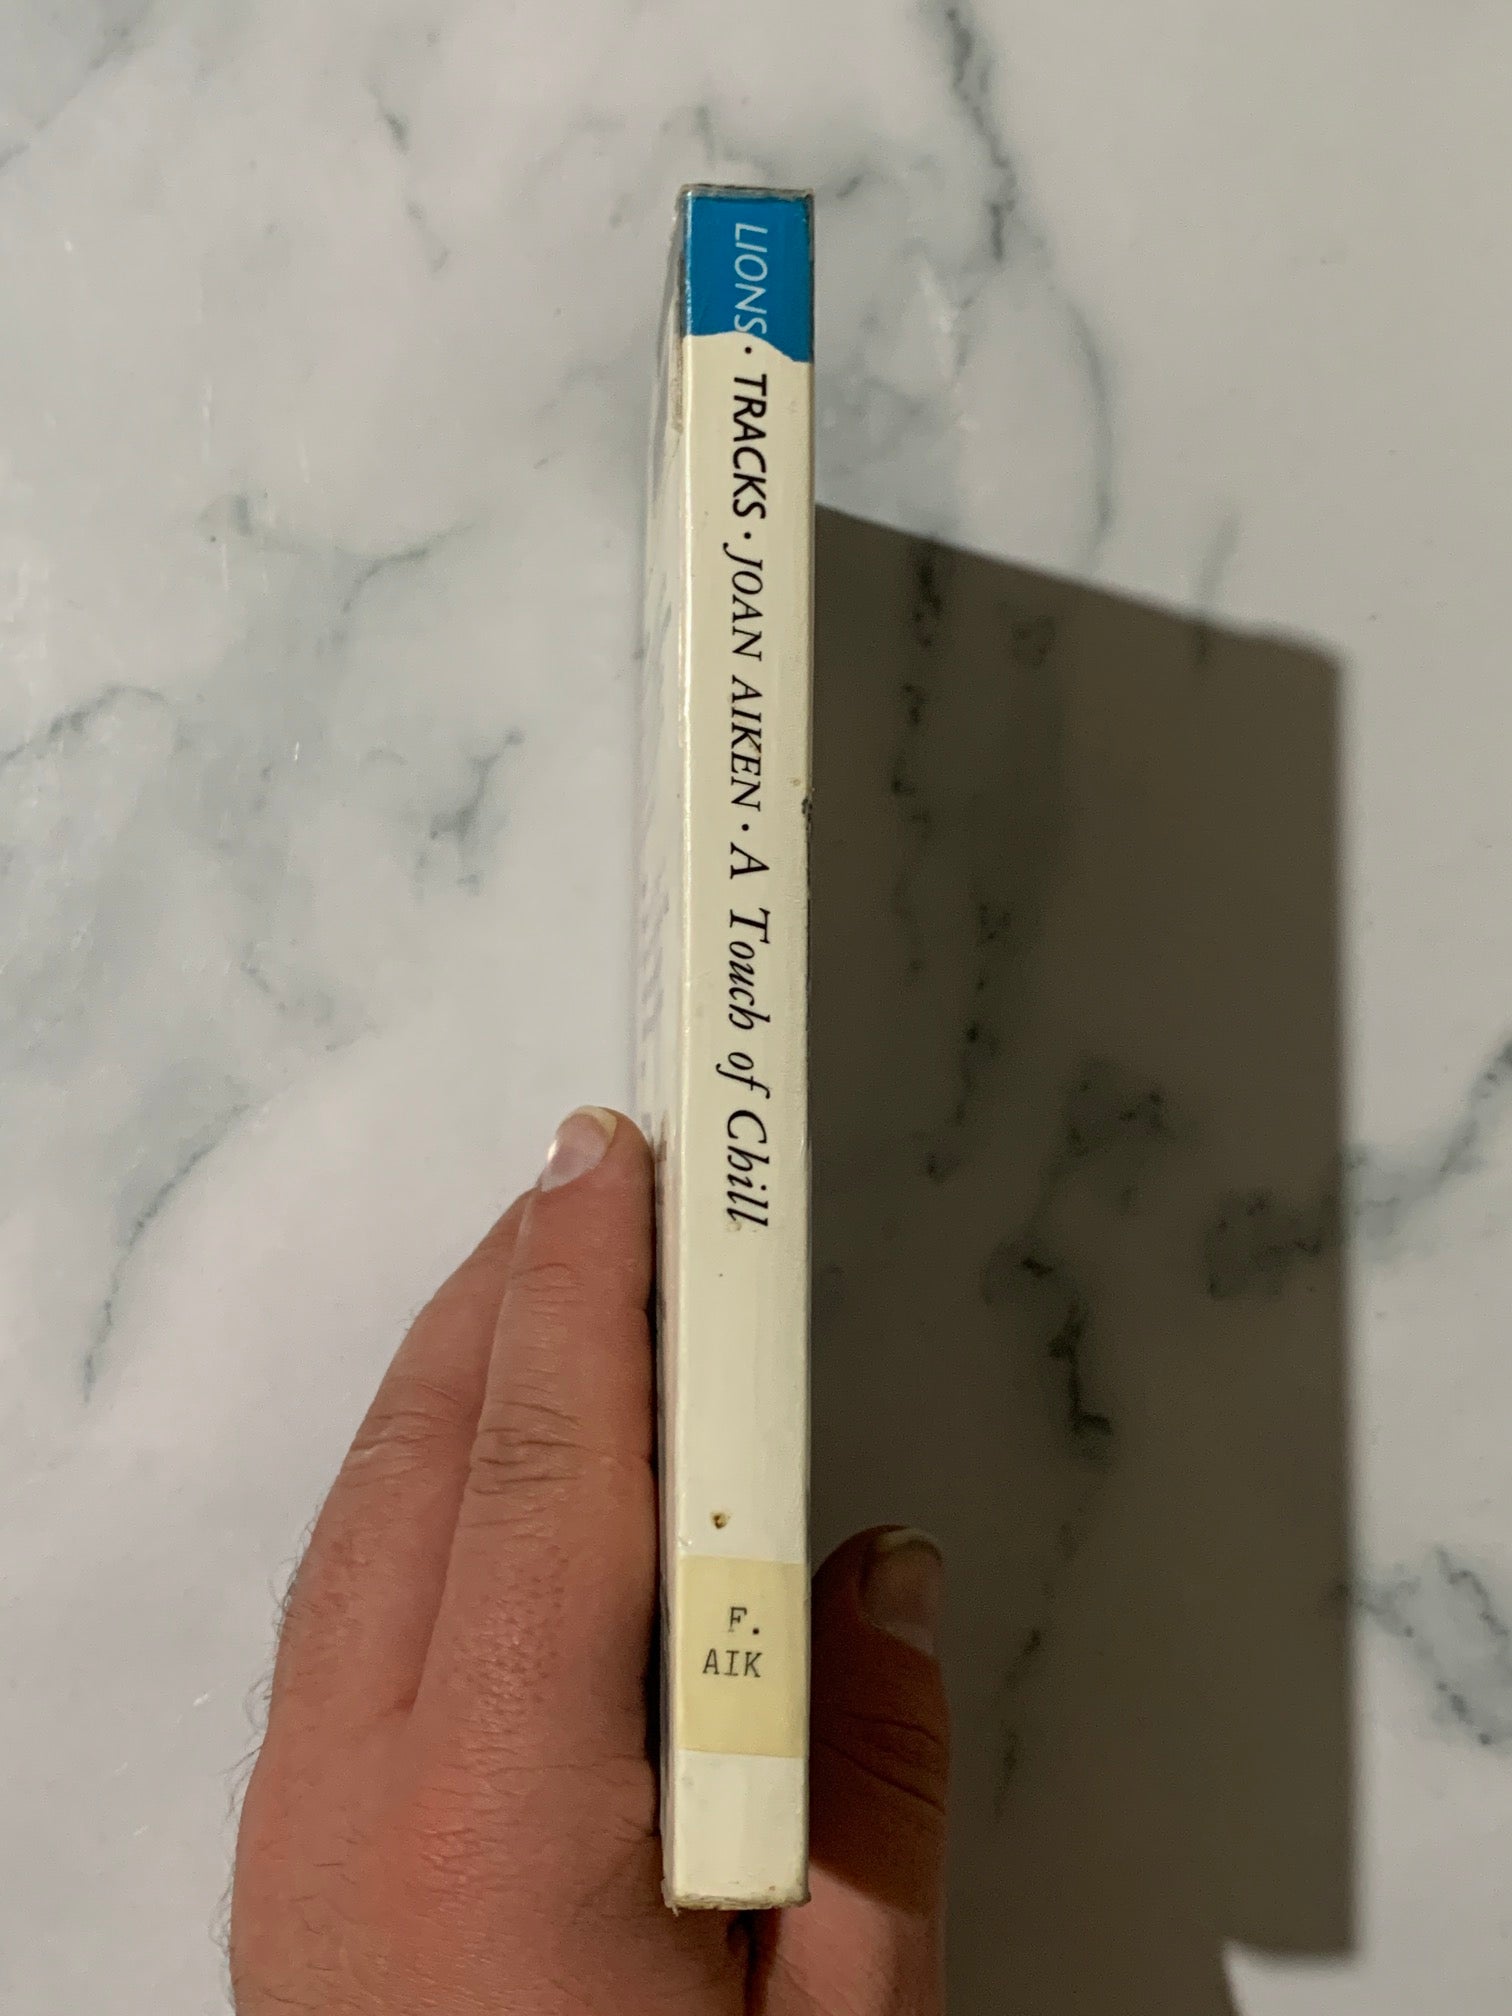 LIONS · TRACKS · JOAN AIKEN · A Touch of Chill
F.
AIK